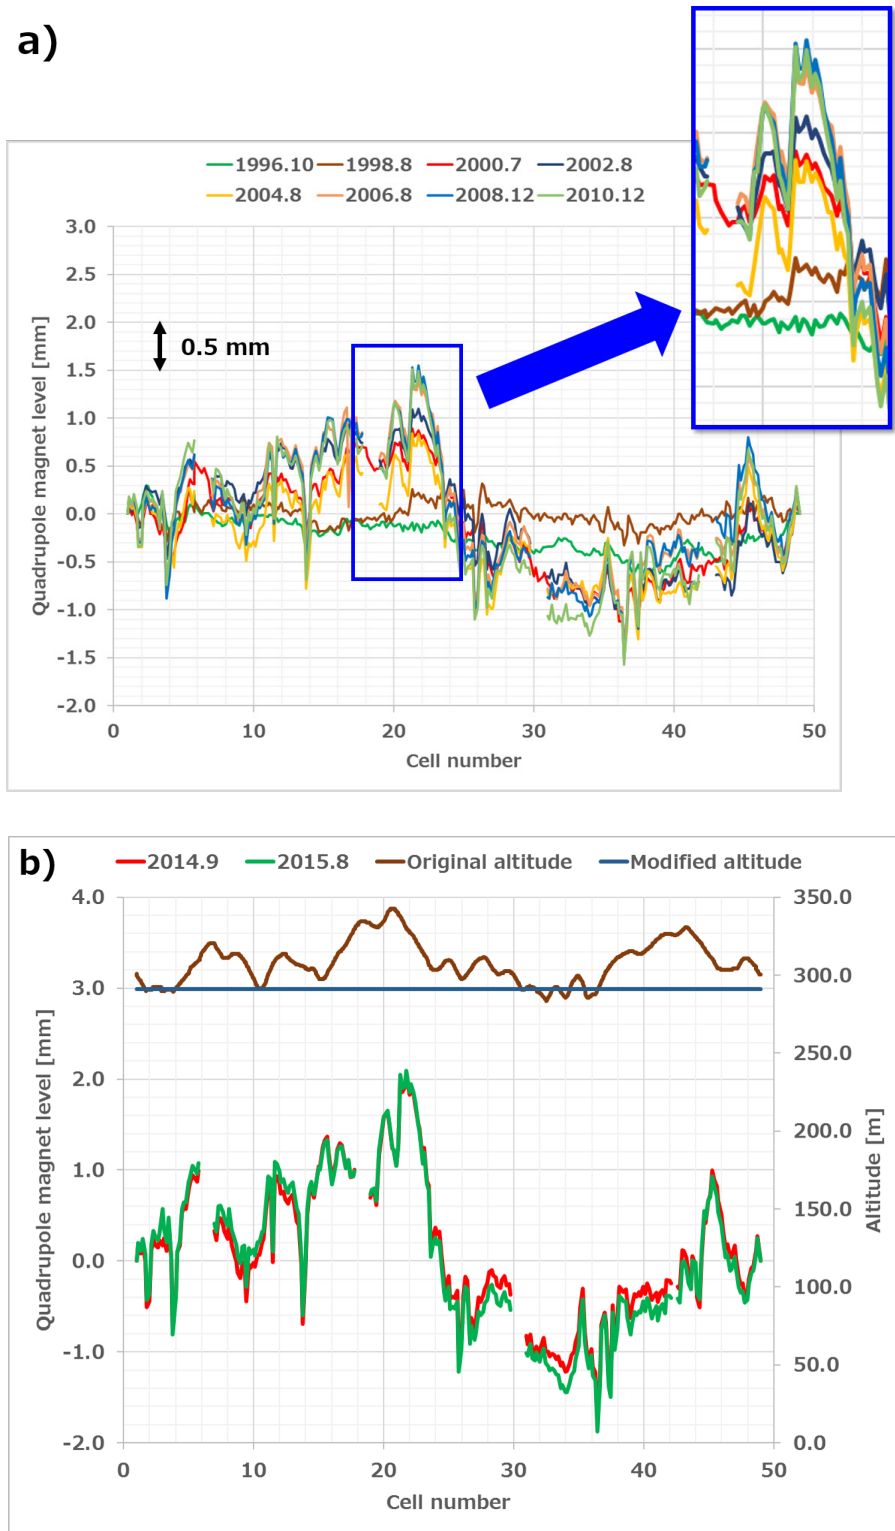 a)
1996.10 1998.8 2000.7 2002.8
2004.8 2006.8 2008.12 2010.12
3.0
2.5
2.0
1.5
1.0
0.5
0.0
-0.5
-1.0
-1.5
-2.0
Quadrupole magnet level [mm]
0.5 mm
0 10 20 30 40 50
Cell number
b)
2014.9 2015.8 Original altitude Modified altitude
4.0
3.0
2.0
1.0
0.0
-1.0
-2.0
Quadrupole magnet level [mm]
350.0
300.0
250.0
200.0
150.0
100.0
50.0
0.0
Altitude [m]
0 10 20 30 40 50
Cell number